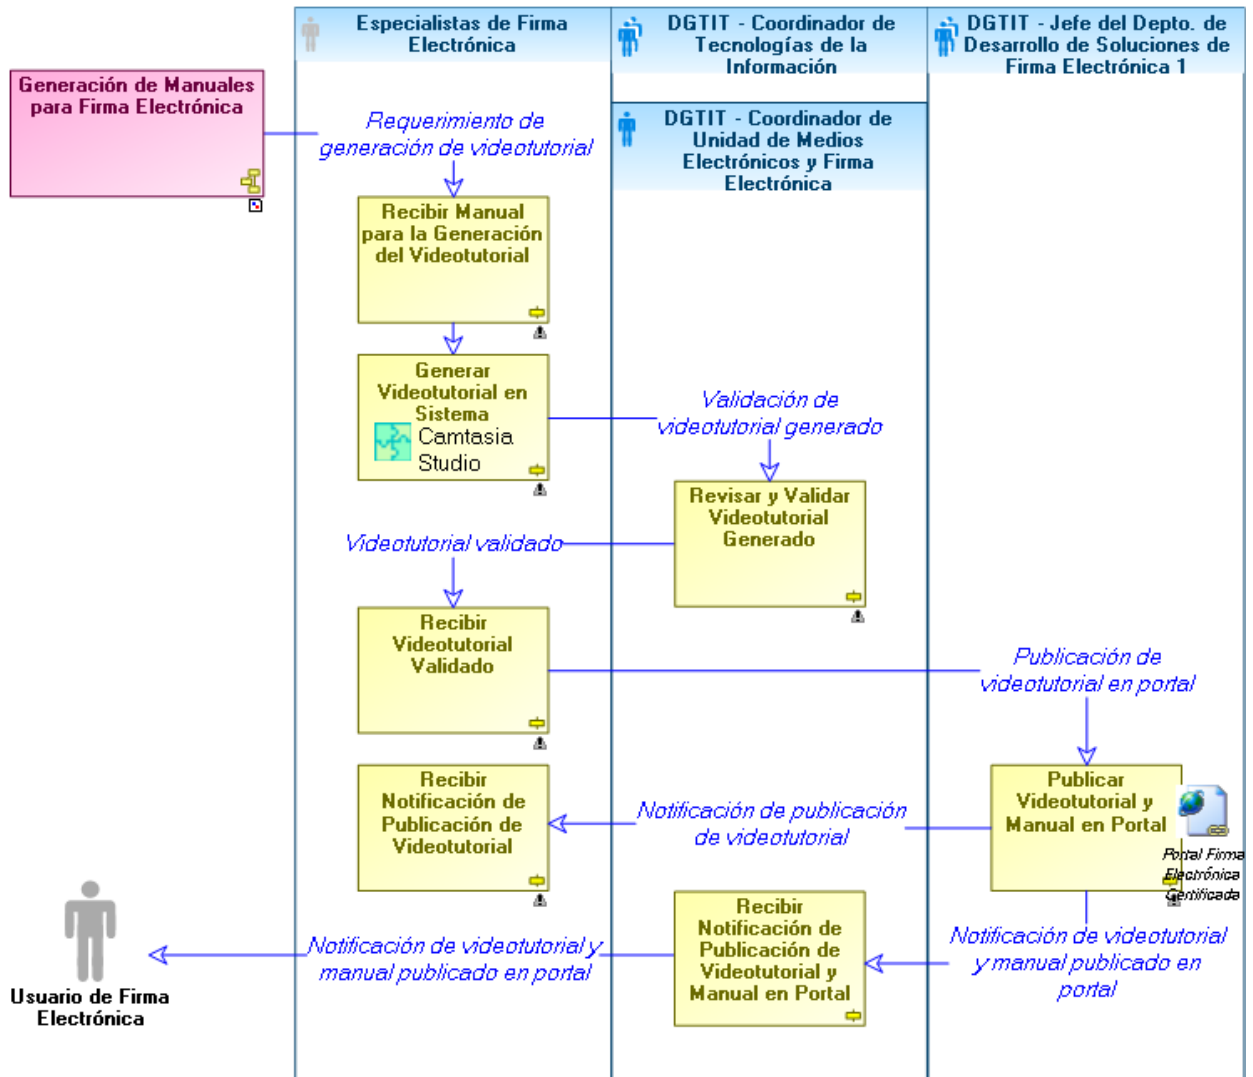 Especialistas de Firma
Electrónica
DGTIT - Coordinador de
Tecnologías de la
Información
DGTIT - Jefe del Depto. de
Desarrollo de Soluciones de
Firma Electrónica 1
Generación de Manuales
para Firma Electrónica
DGTIT - Coordinador de
Unidad de Medios
Electrónicos y Firma
Electrónica
Requerimiento de
generación de videotutorial
Recibir Manual
para la Generación
del Videotutorial
Generar
Videotutorial en
Sistema
Camtasia
Studio
Validación de
videotutorial generado
Revisar y Validar
Videotutorial
Generado
Videotutorial validado
Recibir
Videotutorial
Validado
Publicación de
videotutorial en portal
Publicar
Videotutorial y
Manual en Portal
Portal Firma
Electrónica
Certificada
Recibir
Notificación de
Publicación de
Videotutorial
Notificación de publicación
de videotutorial
Notificación de videotutorial
y manual publicado en
portal
Recibir
Notificación de
Publicación de
Videotutorial y
Manual en Portal
Notificación de videotutorial y
manual publicado en portal
Usuario de Firma
Electrónica